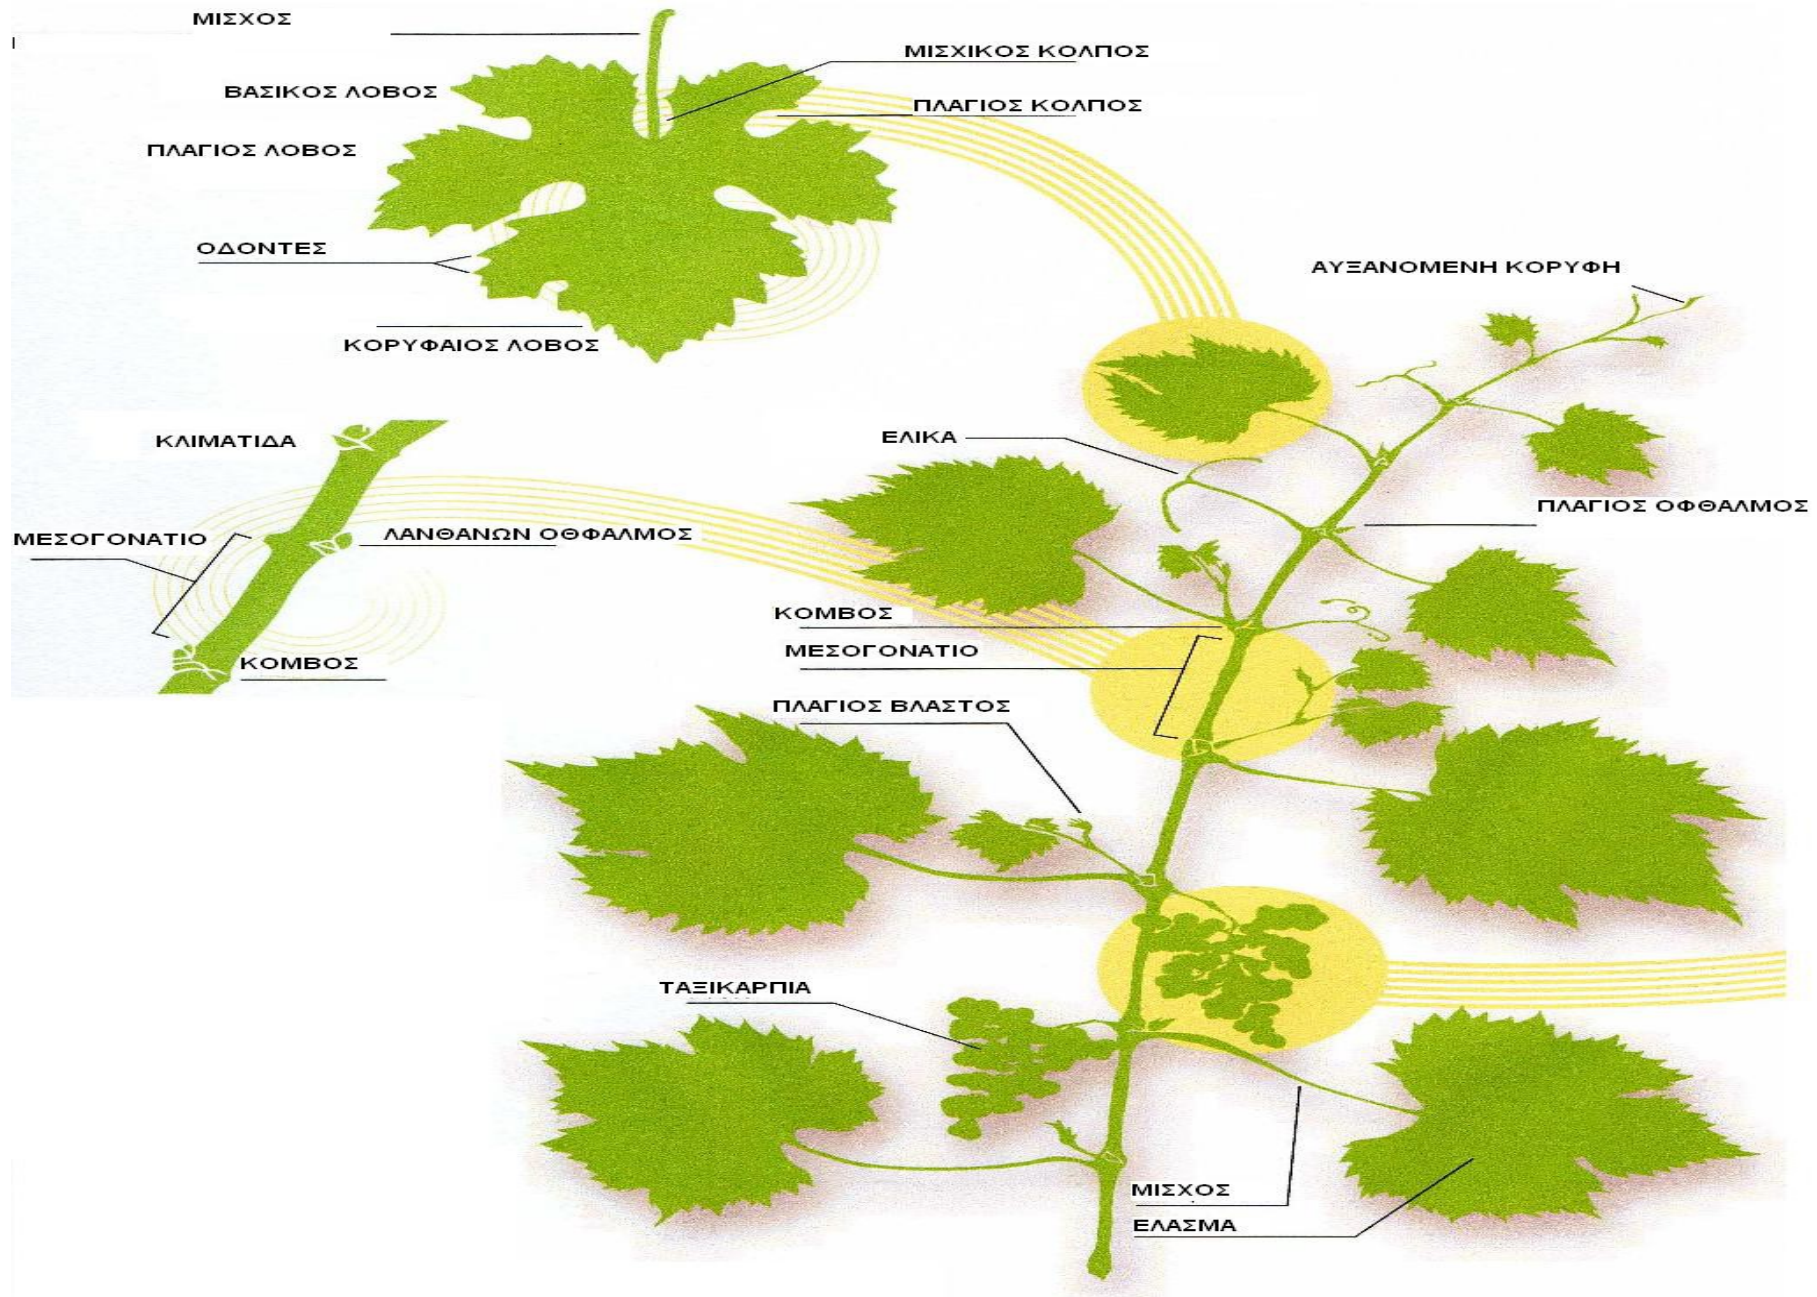 ΜΙΣΧΟΣ
ΜΙΣΧΙΚΟΣ ΚΟΛΠΟΣ
ΒΑΣΙΚΟΣ ΛΟΒΟΣ
ΠΛΑΓΙΟΣ ΚΟΛΠΟΣ
ΠΛΑΓΙΟΣ ΛΟΒΟΣ
ΟΔΟΝΤΕΣ
ΚΟΡΥΦΑΙΟΣ ΛΟΒΟΣ
ΑΥΞΑΝΟΜΕΝΗ ΚΟΡΥΦΗ
ΚΛΙΜΑΤΙΔΑ
ΕΛΙΚΑ
ΠΛΑΓΙΟΣ ΟΦΘΑΛΜΟΣ
ΜΕΣΟΓΟΝΑΤΙΟ
ΛΑΝΘΑΝΩΝ ΟΘΦΑΛΜΟΣ
ΚΟΜΒΟΣ
ΚΟΜΒΟΣ
ΜΕΣΟΓΟΝΑΤΙΟ
ΠΛΑΓΙΟΣ ΒΛΑΣΤΟΣ
ΤΑΞΙΚΑΡΠΙΑ
ΜΙΣΧΟΣ
ΕΛΑΣΜΑ